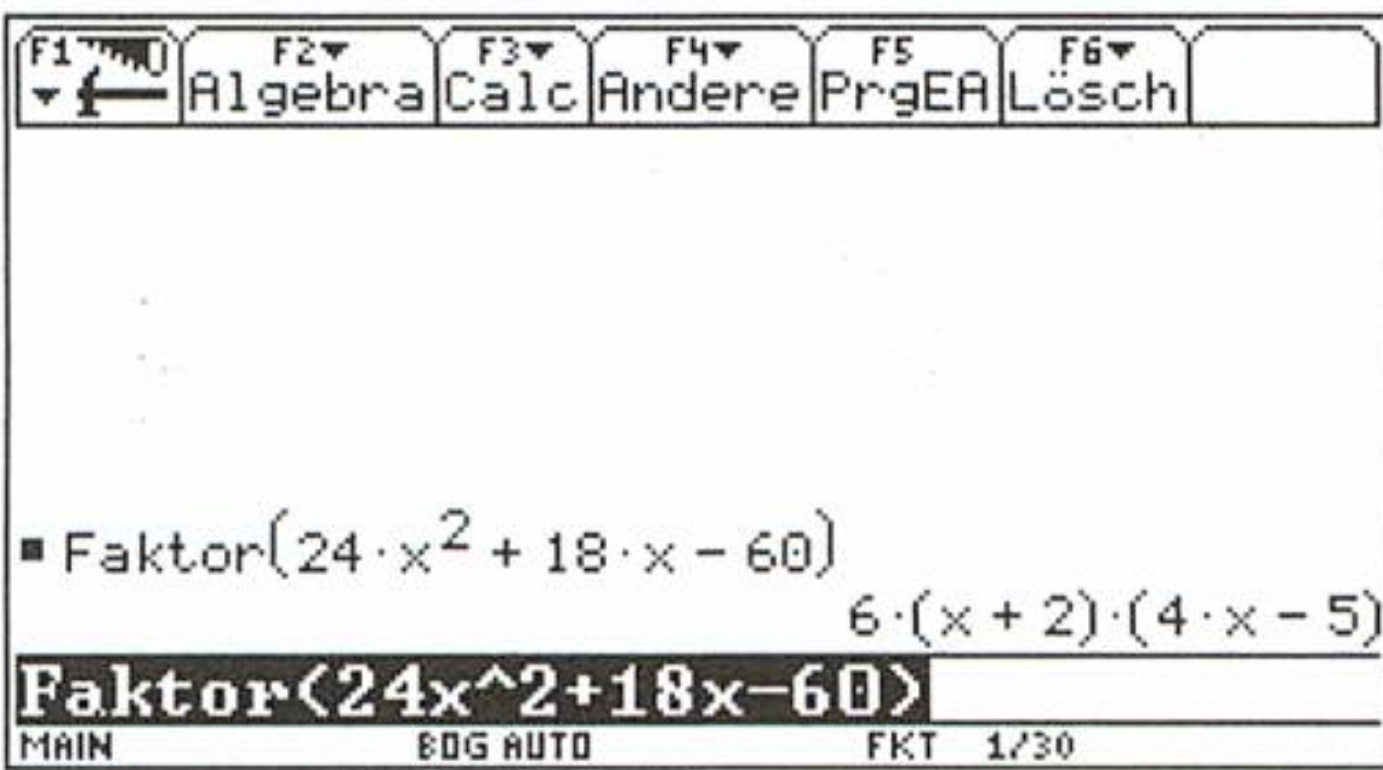 F1 F2 F3 F4 F5 F6
Algebra Calc Andere PrgEA Lösch
Faktor(24·x² + 18·x − 60)
6·(x + 2)·(4·x − 5)
Faktor(24x^2+18x−60)
MAIN BOG AUTO FKT 1/30